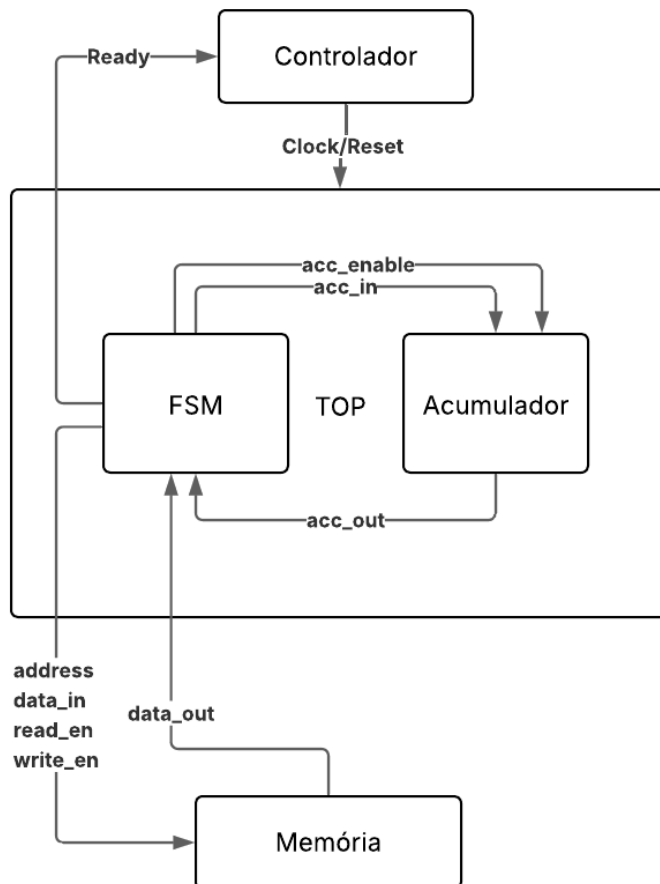 Ready
Controlador
Clock/Reset
acc_enable
acc_in
FSM
TOP
Acumulador
acc_out
address
data_in
read_en
write_en
data_out
Memória